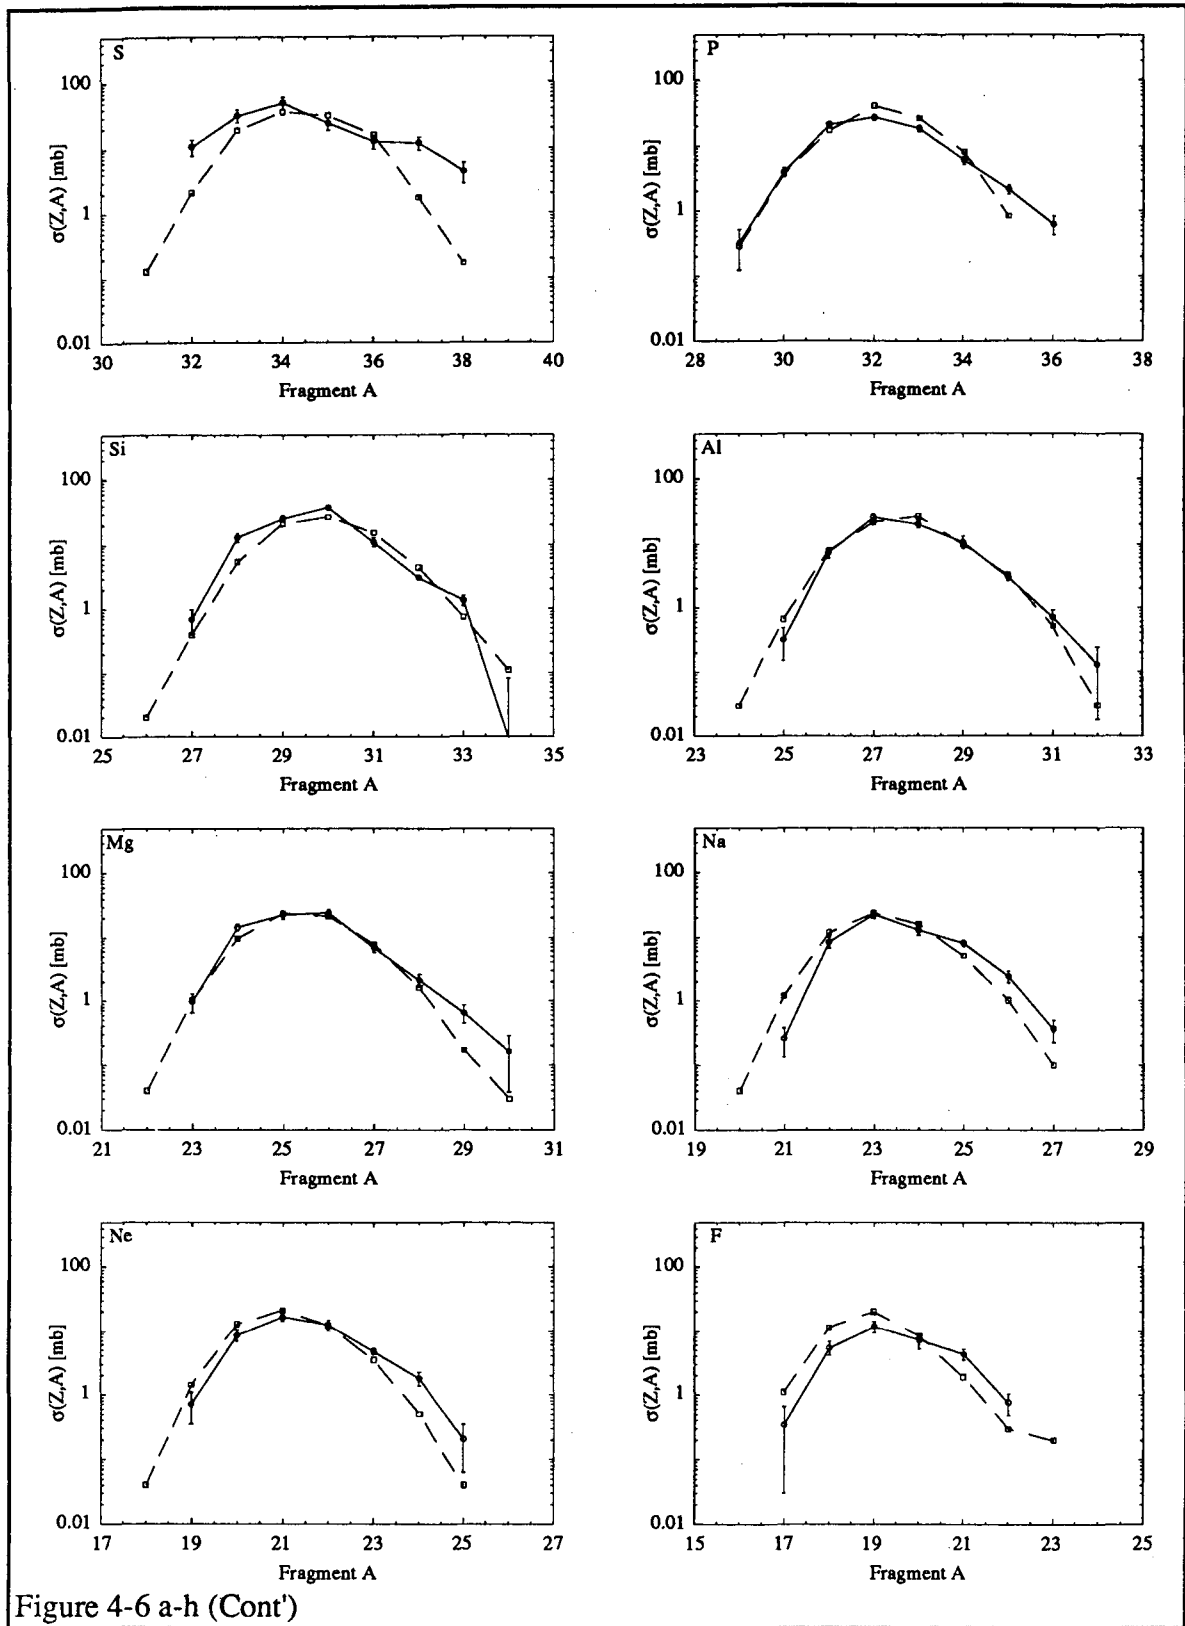 S
σ(Z,A) [mb]
100
1
0.01
30 32 34 36 38 40
Fragment A
P
σ(Z,A) [mb]
100
1
0.01
28 30 32 34 36 38
Fragment A
Si
σ(Z,A) [mb]
100
1
0.01
25 27 29 31 33 35
Fragment A
Al
σ(Z,A) [mb]
100
1
0.01
23 25 27 29 31 33
Fragment A
Mg
σ(Z,A) [mb]
100
1
0.01
21 23 25 27 29 31
Fragment A
Na
σ(Z,A) [mb]
100
1
0.01
19 21 23 25 27 29
Fragment A
Ne
σ(Z,A) [mb]
100
1
0.01
17 19 21 23 25 27
Fragment A
F
σ(Z,A) [mb]
100
1
0.01
15 17 19 21 23 25
Fragment A
Figure 4-6 a-h (Cont')